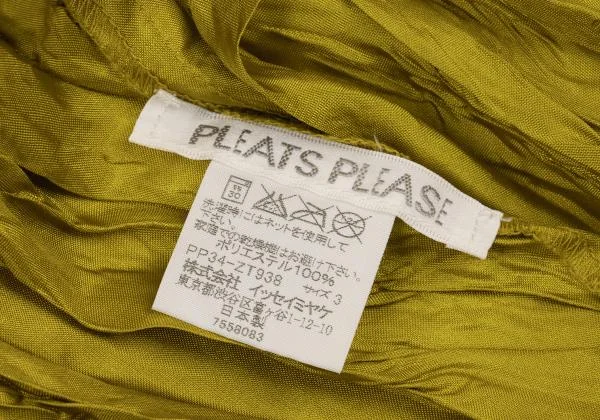 PLEATS PLEASE
30
洗濯時にはネットを使用して
下さい。
家庭での乾燥機はお避け下さい。
ポリエステル100%
PP34-ZT938 サイズ 3
株式会社 イッセイミヤケ
東京都渋谷区富ヶ谷1-12-10
日本製
7558083